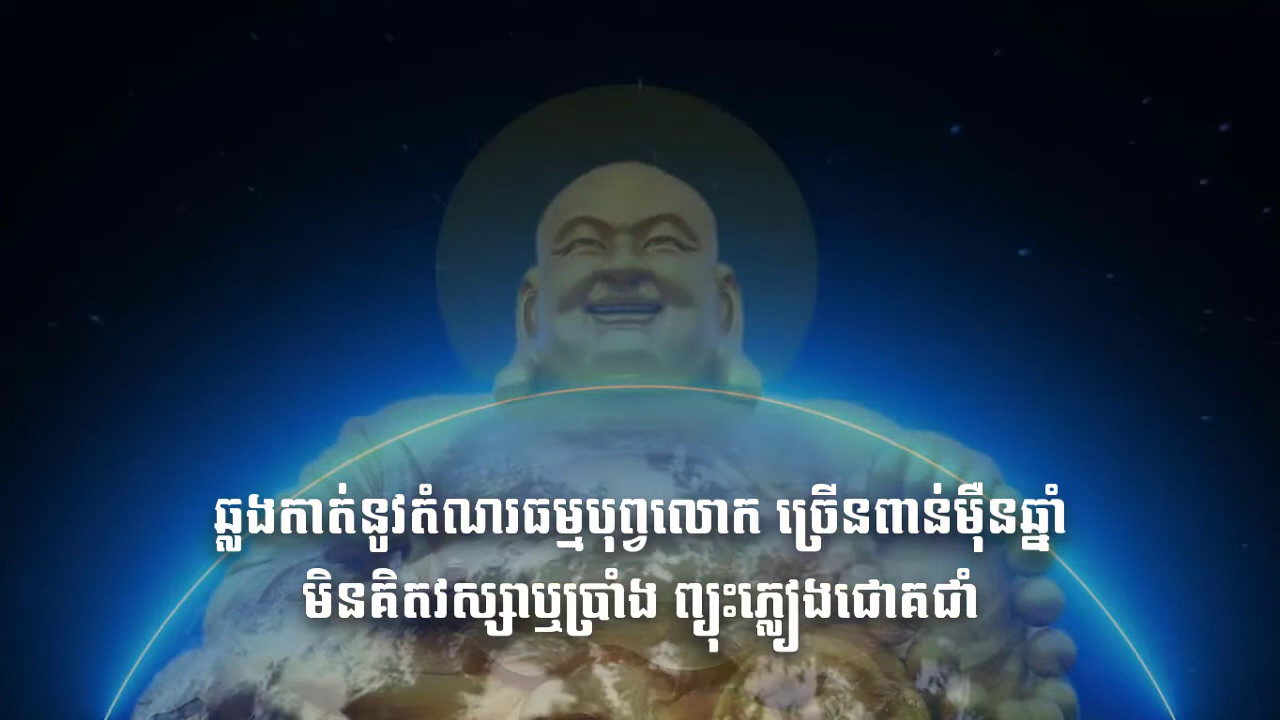 ឆ្លងកាត់នូវកំណរធម្មបុព្វលោក ច្រើនពាន់ម៉ឺនឆ្នាំ
មិនគិតវស្សាឬប្រាំង ព្យុះភ្លៀងជោគជាំ